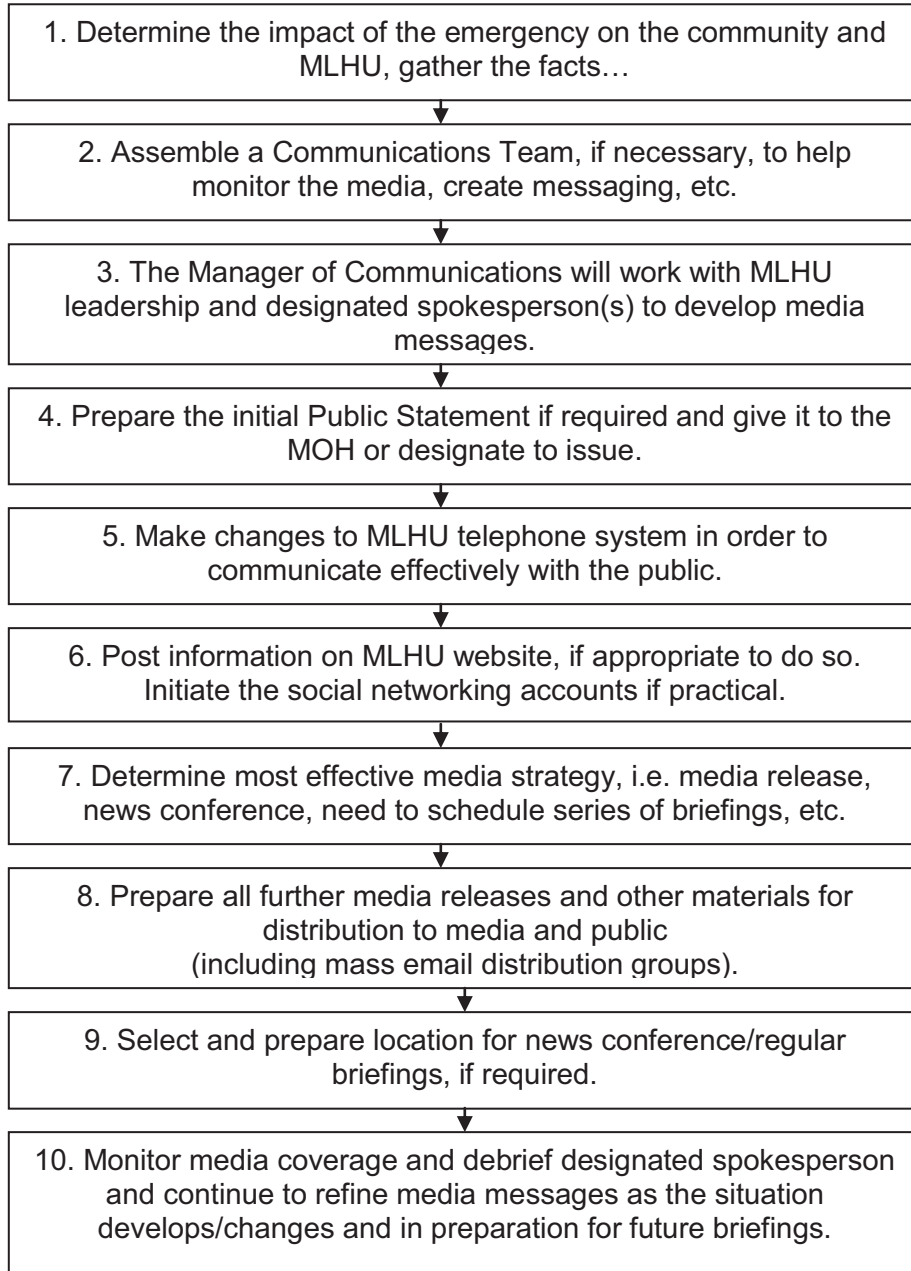 1. Determine the impact of the emergency on the community and
MLHU, gather the facts…
2. Assemble a Communications Team, if necessary, to help
monitor the media, create messaging, etc.
3. The Manager of Communications will work with MLHU
leadership and designated spokesperson(s) to develop media
messages.
4. Prepare the initial Public Statement if required and give it to the
MOH or designate to issue.
5. Make changes to MLHU telephone system in order to
communicate effectively with the public.
6. Post information on MLHU website, if appropriate to do so.
Initiate the social networking accounts if practical.
7. Determine most effective media strategy, i.e. media release,
news conference, need to schedule series of briefings, etc.
8. Prepare all further media releases and other materials for
distribution to media and public
(including mass email distribution groups).
9. Select and prepare location for news conference/regular
briefings, if required.
10. Monitor media coverage and debrief designated spokesperson
and continue to refine media messages as the situation
develops/changes and in preparation for future briefings.